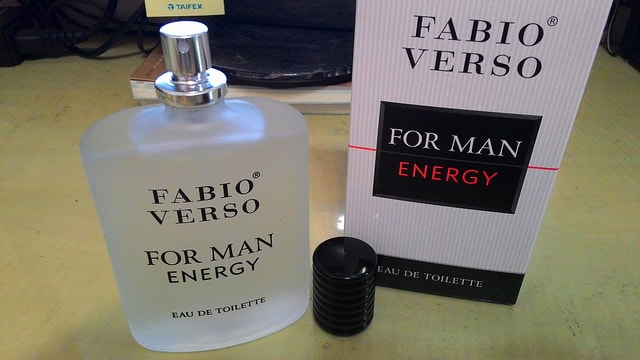 TAIFEX
FABIO®
VERSO
FOR MAN
ENERGY
EAU DE TOILETTE
FABIO®
VERSO
FOR MAN
ENERGY
EAU DE TOILETTE